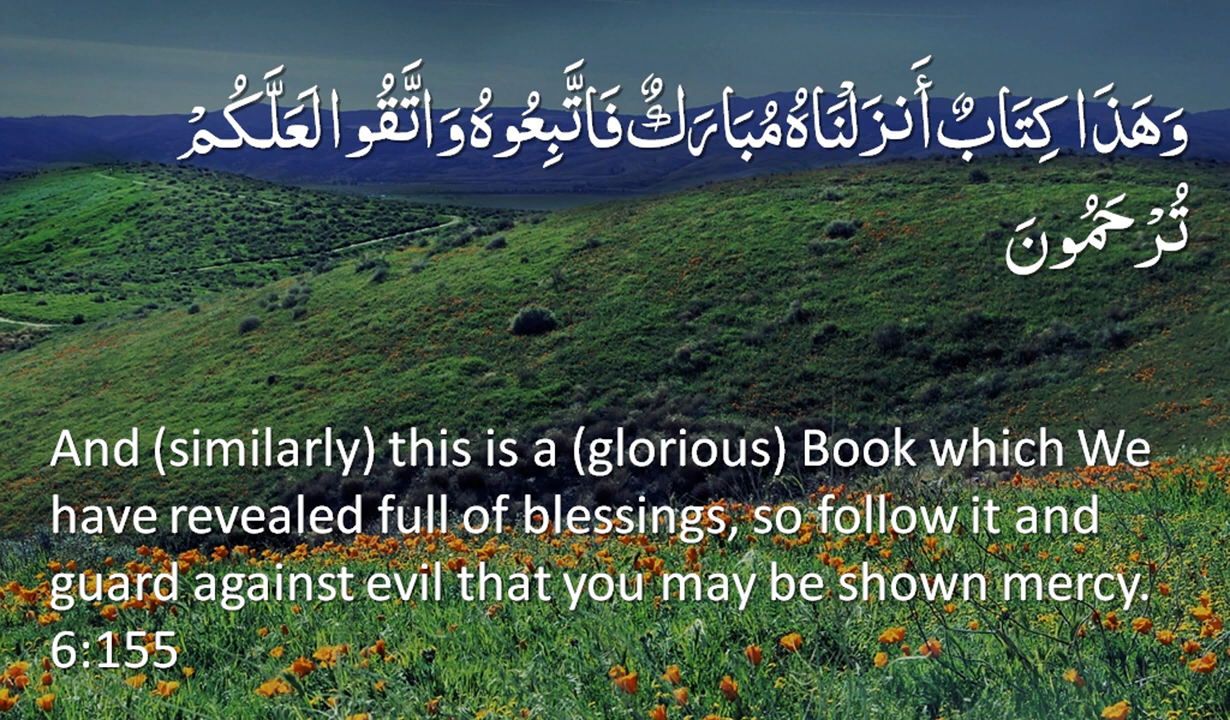 وَهَذَا كِتَابٌ أَنزَلْنَاهُ مُبَارَكٌ فَاتَّبِعُوهُ وَاتَّقُوا لَعَلَّكُمْ
تُرْحَمُونَ
And (similarly) this is a (glorious) Book which We
have revealed full of blessings, so follow it and
guard against evil that you may be shown mercy.
6:155